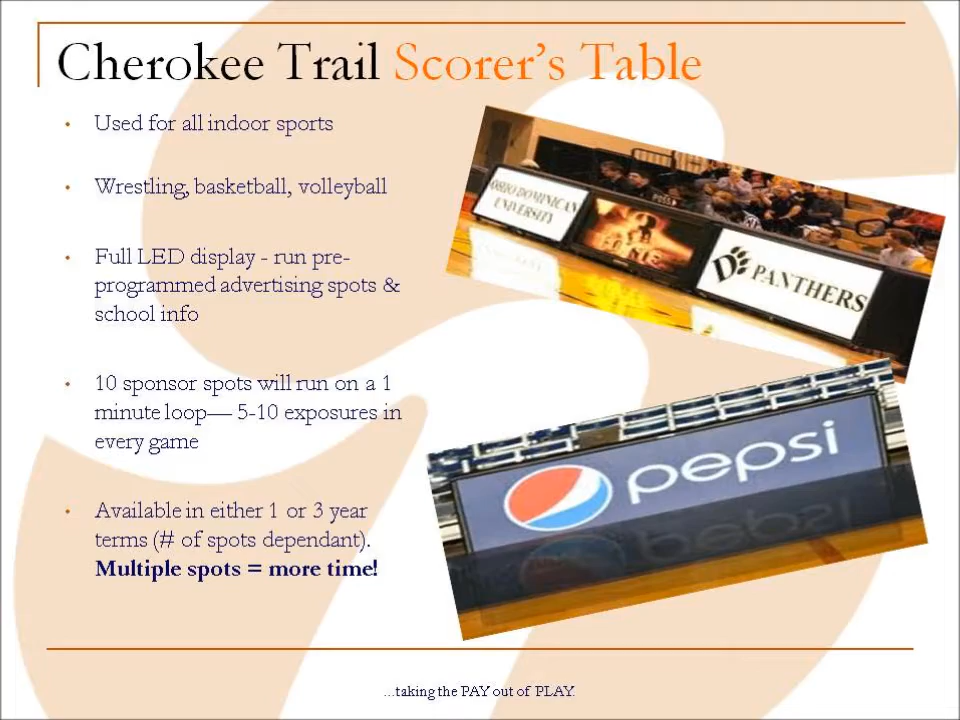 Cherokee Trail Scorer's Table
• Used for all indoor sports
• Wrestling, basketball, volleyball
• Full LED display - run pre-
programmed advertising spots &
school info
• 10 sponsor spots will run on a 1
minute loop— 5-10 exposures in
every game
• Available in either 1 or 3 year
terms (# of spots dependant).
Multiple spots = more time!
OHIO DOMINICAN
UNIVERSITY
D PANTHERS
pepsi
...taking the PAY out of PLAY.